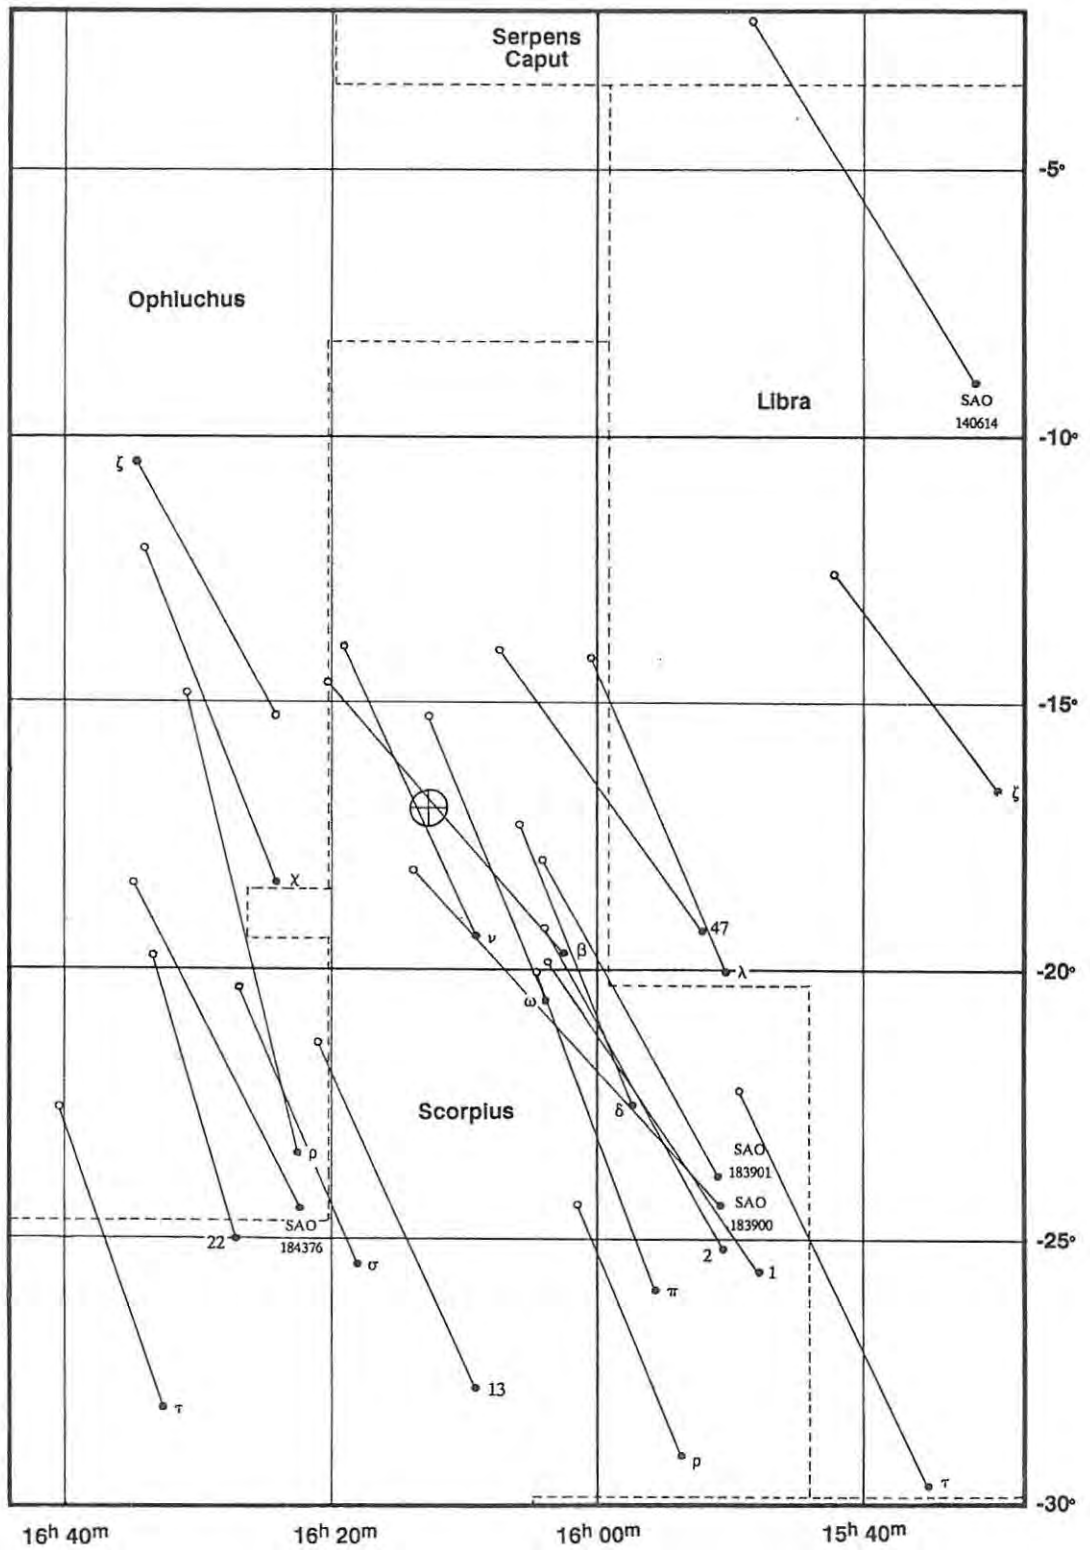 Serpens
Caput
-5°
Ophiuchus
Libra
SAO
140614
-10°
ζ
-15°
ζ
χ
ν
β
47
λ
-20°
ω
δ
Scorpius
ρ
SAO
183901
SAO
183900
SAO
184376
22
σ
2
1
-25°
π
13
τ
ρ
τ
-30°
16h 40m
16h 20m
16h 00m
15h 40m